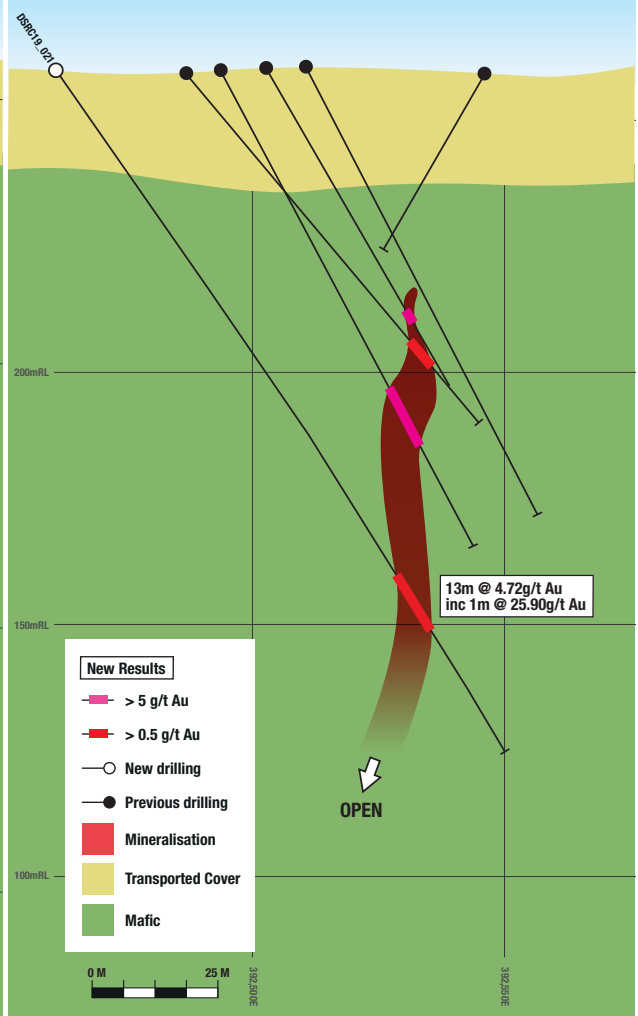 DSRC19_021
200mRL
13m @ 4.72g/t Au
inc 1m @ 25.90g/t Au
150mRL
New Results
> 5 g/t Au
> 0.5 g/t Au
New drilling
Previous drilling
Mineralisation
Transported Cover
Mafic
OPEN
100mRL
0 M 25 M
392,500E
392,550E